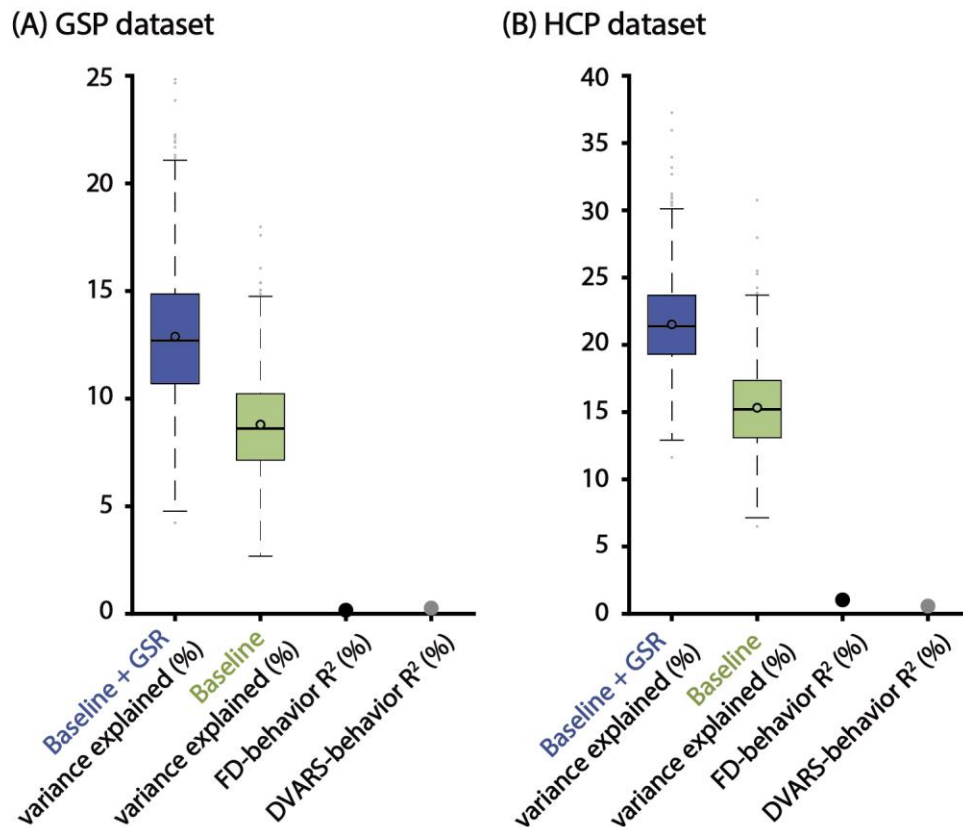 (A) GSP dataset
25
20
15
10
5
0
Baseline + GSR
variance explained (%)
Baseline
variance explained (%)
FD-behavior R² (%)
DVARS-behavior R² (%)
(B) HCP dataset
40
35
30
25
20
15
10
5
0
Baseline + GSR
variance explained (%)
Baseline
variance explained (%)
FD-behavior R² (%)
DVARS-behavior R² (%)